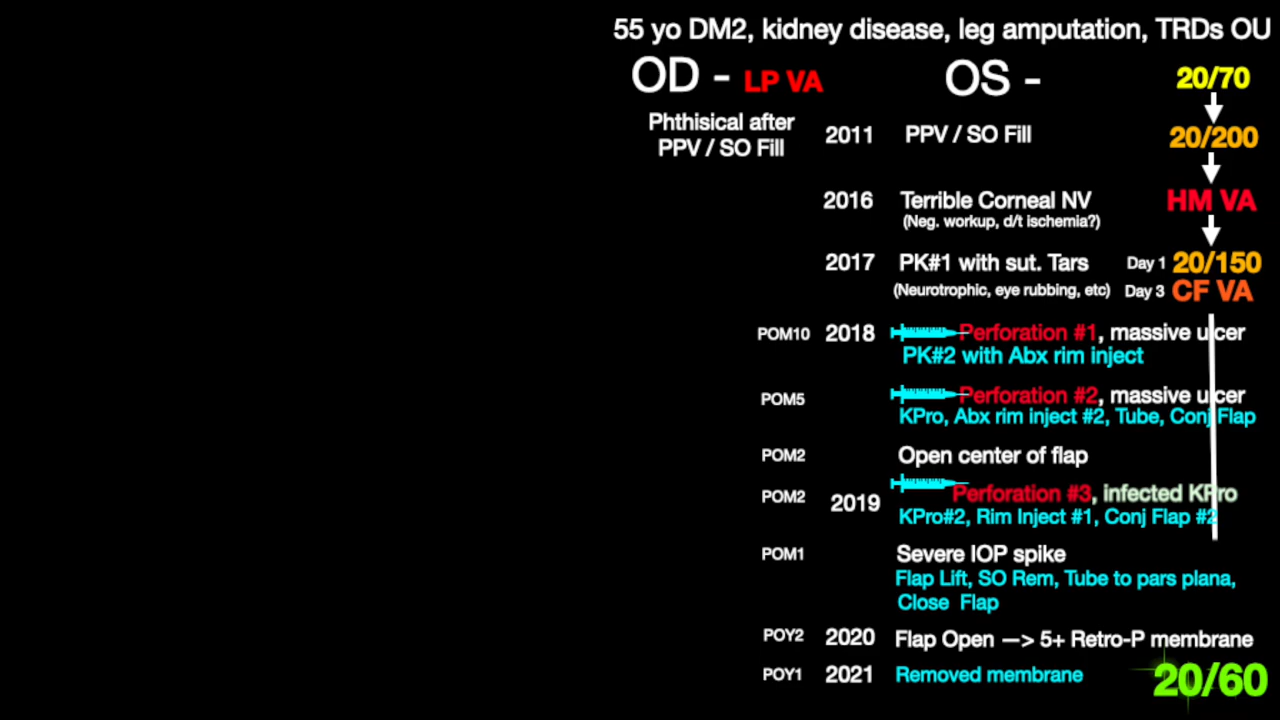 55 yo DM2, kidney disease, leg amputation, TRDs OU
OD - LP VA OS - 20/70
Phthisical after
PPV / SO Fill
2011 PPV / SO Fill 20/200
2016 Terrible Corneal NV HM VA
(Neg. workup, d/t ischemia?)
2017 PK#1 with sut. Tars Day 1 20/150
(Neurotrophic, eye rubbing, etc) Day 3 CF VA
POM10 2018 Perforation #1, massive ulcer
PK#2 with Abx rim inject
POM5 Perforation #2, massive ulcer
KPro, Abx rim inject #2, Tube, Conj Flap
POM2 Open center of flap
POM2 2019 Perforation #3, infected KPro
KPro#2, Rim Inject #1, Conj Flap #2
POM1 Severe IOP spike
Flap Lift, SO Rem, Tube to pars plana,
Close Flap
POY2 2020 Flap Open —> 5+ Retro-P membrane
POY1 2021 Removed membrane 20/60